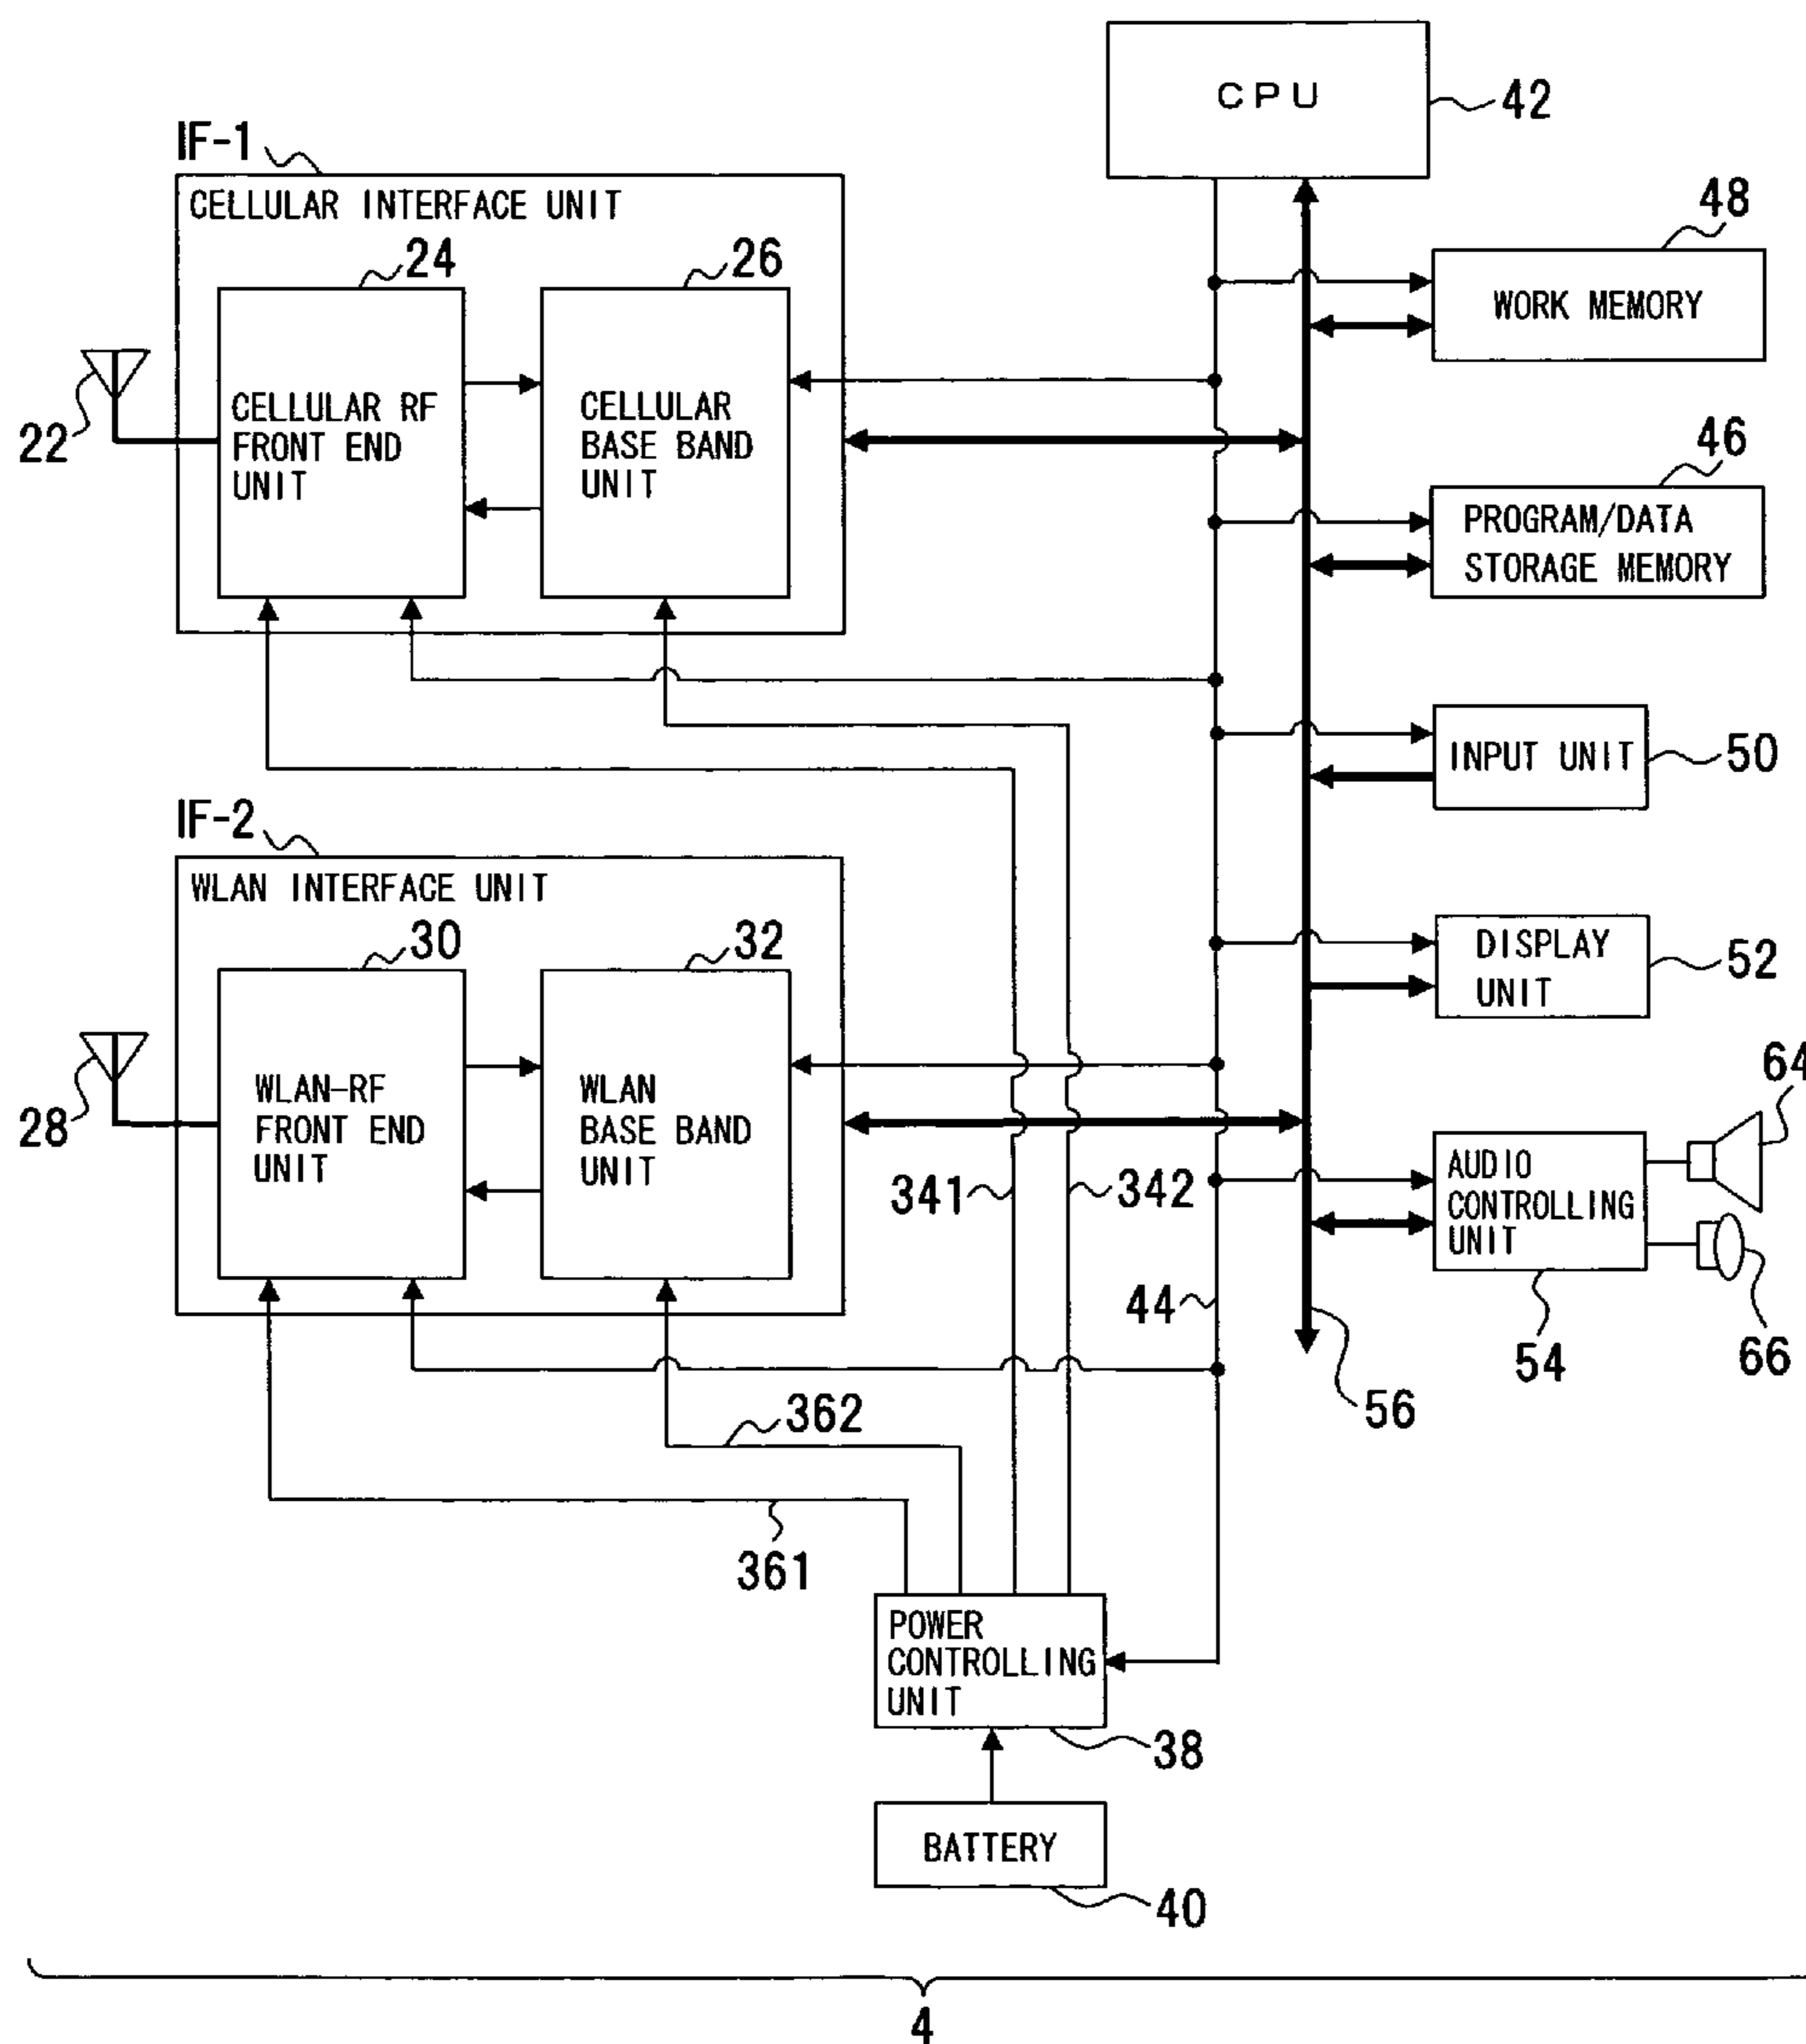 CPU
42
IF-1
CELLULAR INTERFACE UNIT
24
26
48
WORK MEMORY
22
CELLULAR RF
FRONT END
UNIT
CELLULAR
BASE BAND
UNIT
46
PROGRAM/DATA
STORAGE MEMORY
INPUT UNIT
50
IF-2
WLAN INTERFACE UNIT
30
32
DISPLAY
UNIT
52
28
WLAN-RF
FRONT END
UNIT
WLAN
BASE BAND
UNIT
64
341
342
AUDIO
CONTROLLING
UNIT
44
54
66
56
362
361
POWER
CONTROLLING
UNIT
38
BATTERY
40
4